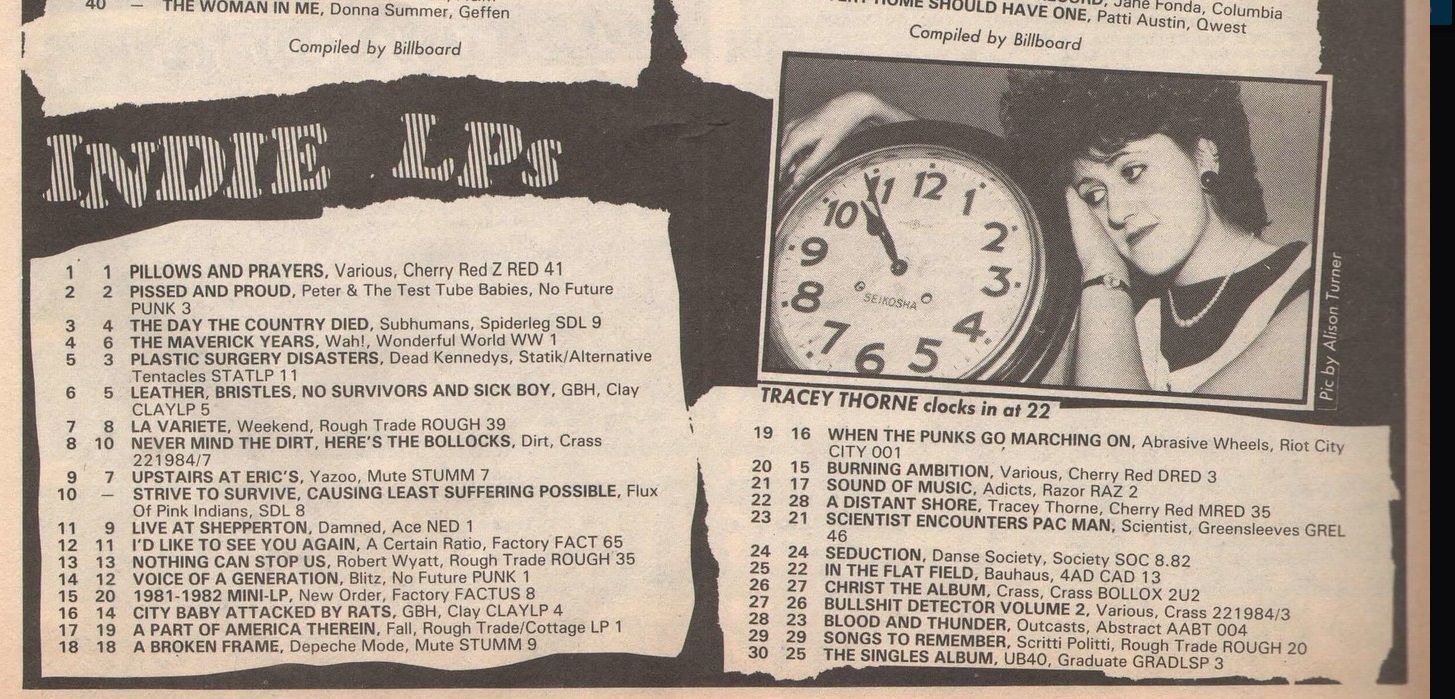 40 – THE WOMAN IN ME, Donna Summer, Geffen
Compiled by Billboard
Jane Fonda, Columbia
HOME SHOULD HAVE ONE, Patti Austin, Qwest
Compiled by Billboard
INDIE LPs
1 1 PILLOWS AND PRAYERS, Various, Cherry Red Z RED 41
2 2 PISSED AND PROUD, Peter & The Test Tube Babies, No Future
PUNK 3
3 4 THE DAY THE COUNTRY DIED, Subhumans, Spiderleg SDL 9
4 6 THE MAVERICK YEARS, Wah!, Wonderful World WW 1
5 3 PLASTIC SURGERY DISASTERS, Dead Kennedys, Statik/Alternative
Tentacles STATLP 11
6 5 LEATHER, BRISTLES, NO SURVIVORS AND SICK BOY, GBH, Clay
CLAYLP 5
7 8 LA VARIETE, Weekend, Rough Trade ROUGH 39
8 10 NEVER MIND THE DIRT, HERE'S THE BOLLOCKS, Dirt, Crass
221984/7
9 7 UPSTAIRS AT ERIC'S, Yazoo, Mute STUMM 7
10 – STRIVE TO SURVIVE, CAUSING LEAST SUFFERING POSSIBLE, Flux
Of Pink Indians, SDL 8
11 9 LIVE AT SHEPPERTON, Damned, Ace NED 1
12 11 I'D LIKE TO SEE YOU AGAIN, A Certain Ratio, Factory FACT 65
13 13 NOTHING CAN STOP US, Robert Wyatt, Rough Trade ROUGH 35
14 12 VOICE OF A GENERATION, Blitz, No Future PUNK 1
15 20 1981-1982 MINI-LP, New Order, Factory FACTUS 8
16 14 CITY BABY ATTACKED BY RATS, GBH, Clay CLAYLP 4
17 19 A PART OF AMERICA THEREIN, Fall, Rough Trade/Cottage LP 1
18 18 A BROKEN FRAME, Depeche Mode, Mute STUMM 9
12
1
2
3
4
5
6
7
8
9
10
11
SEIKOSHA
Pic by Alison Turner
TRACEY THORNE clocks in at 22
19 16 WHEN THE PUNKS GO MARCHING ON, Abrasive Wheels, Riot City
CITY 001
20 15 BURNING AMBITION, Various, Cherry Red DRED 3
21 17 SOUND OF MUSIC, Adicts, Razor RAZ 2
22 28 A DISTANT SHORE, Tracey Thorne, Cherry Red MRED 35
23 21 SCIENTIST ENCOUNTERS PAC MAN, Scientist, Greensleeves GREL
46
24 24 SEDUCTION, Danse Society, Society SOC 8.82
25 22 IN THE FLAT FIELD, Bauhaus, 4AD CAD 13
26 27 CHRIST THE ALBUM, Crass, Crass BOLLOX 2U2
27 26 BULLSHIT DETECTOR VOLUME 2, Various, Crass 221984/3
28 23 BLOOD AND THUNDER, Outcasts, Abstract AABT 004
29 29 SONGS TO REMEMBER, Scritti Politti, Rough Trade ROUGH 20
30 25 THE SINGLES ALBUM, UB40, Graduate GRADLSP 3